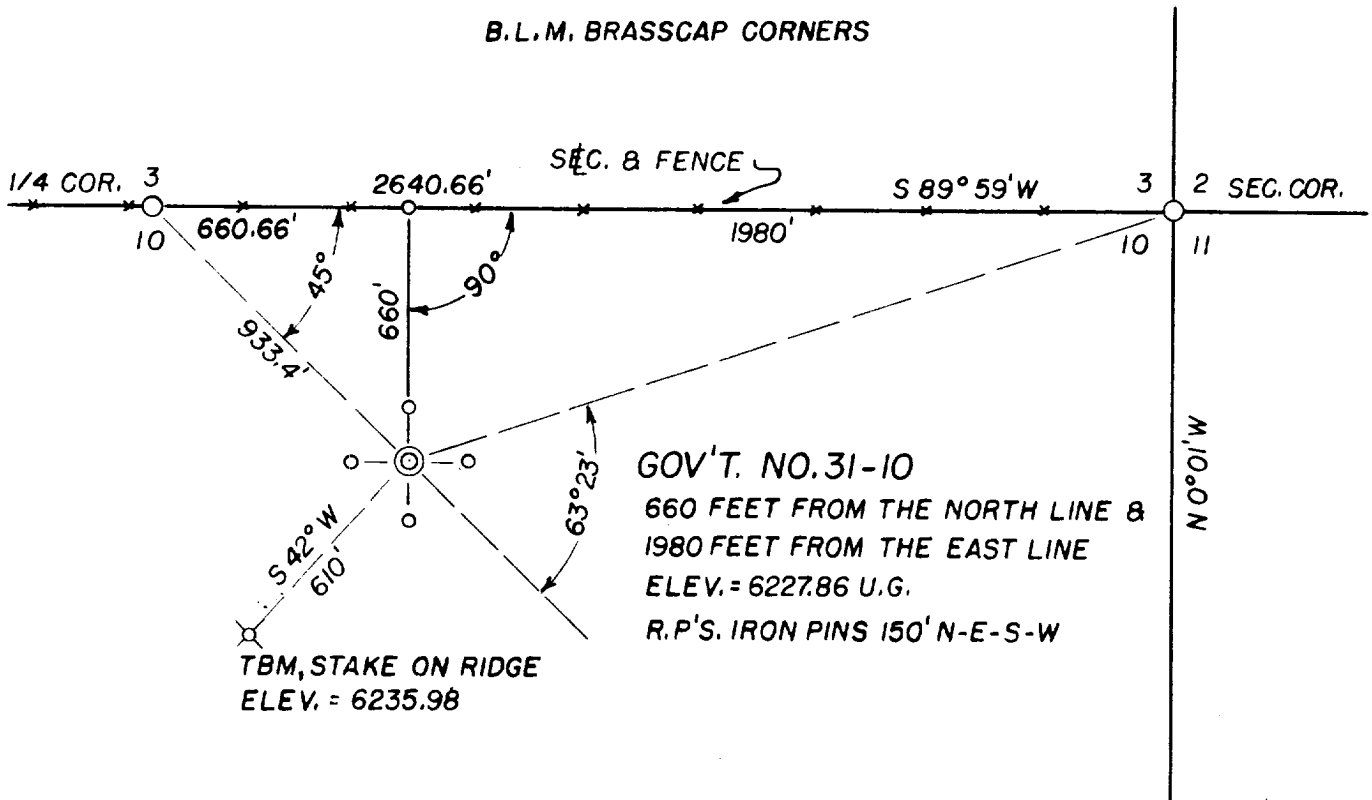 B.L.M. BRASSCAP CORNERS
SEC. & FENCE
1/4 COR. 3
2640.66'
S 89° 59' W
3 2 SEC. COR.
10
660.66'
1980'
10 11
45°
90°
660'
933.4'
63° 23'
N 0° 01' W
GOV'T. NO. 31-10
660 FEET FROM THE NORTH LINE &
1980 FEET FROM THE EAST LINE
ELEV. = 6227.86 U.G.
R.P'S. IRON PINS 150' N-E-S-W
S 42° W
610'
TBM, STAKE ON RIDGE
ELEV. = 6235.98